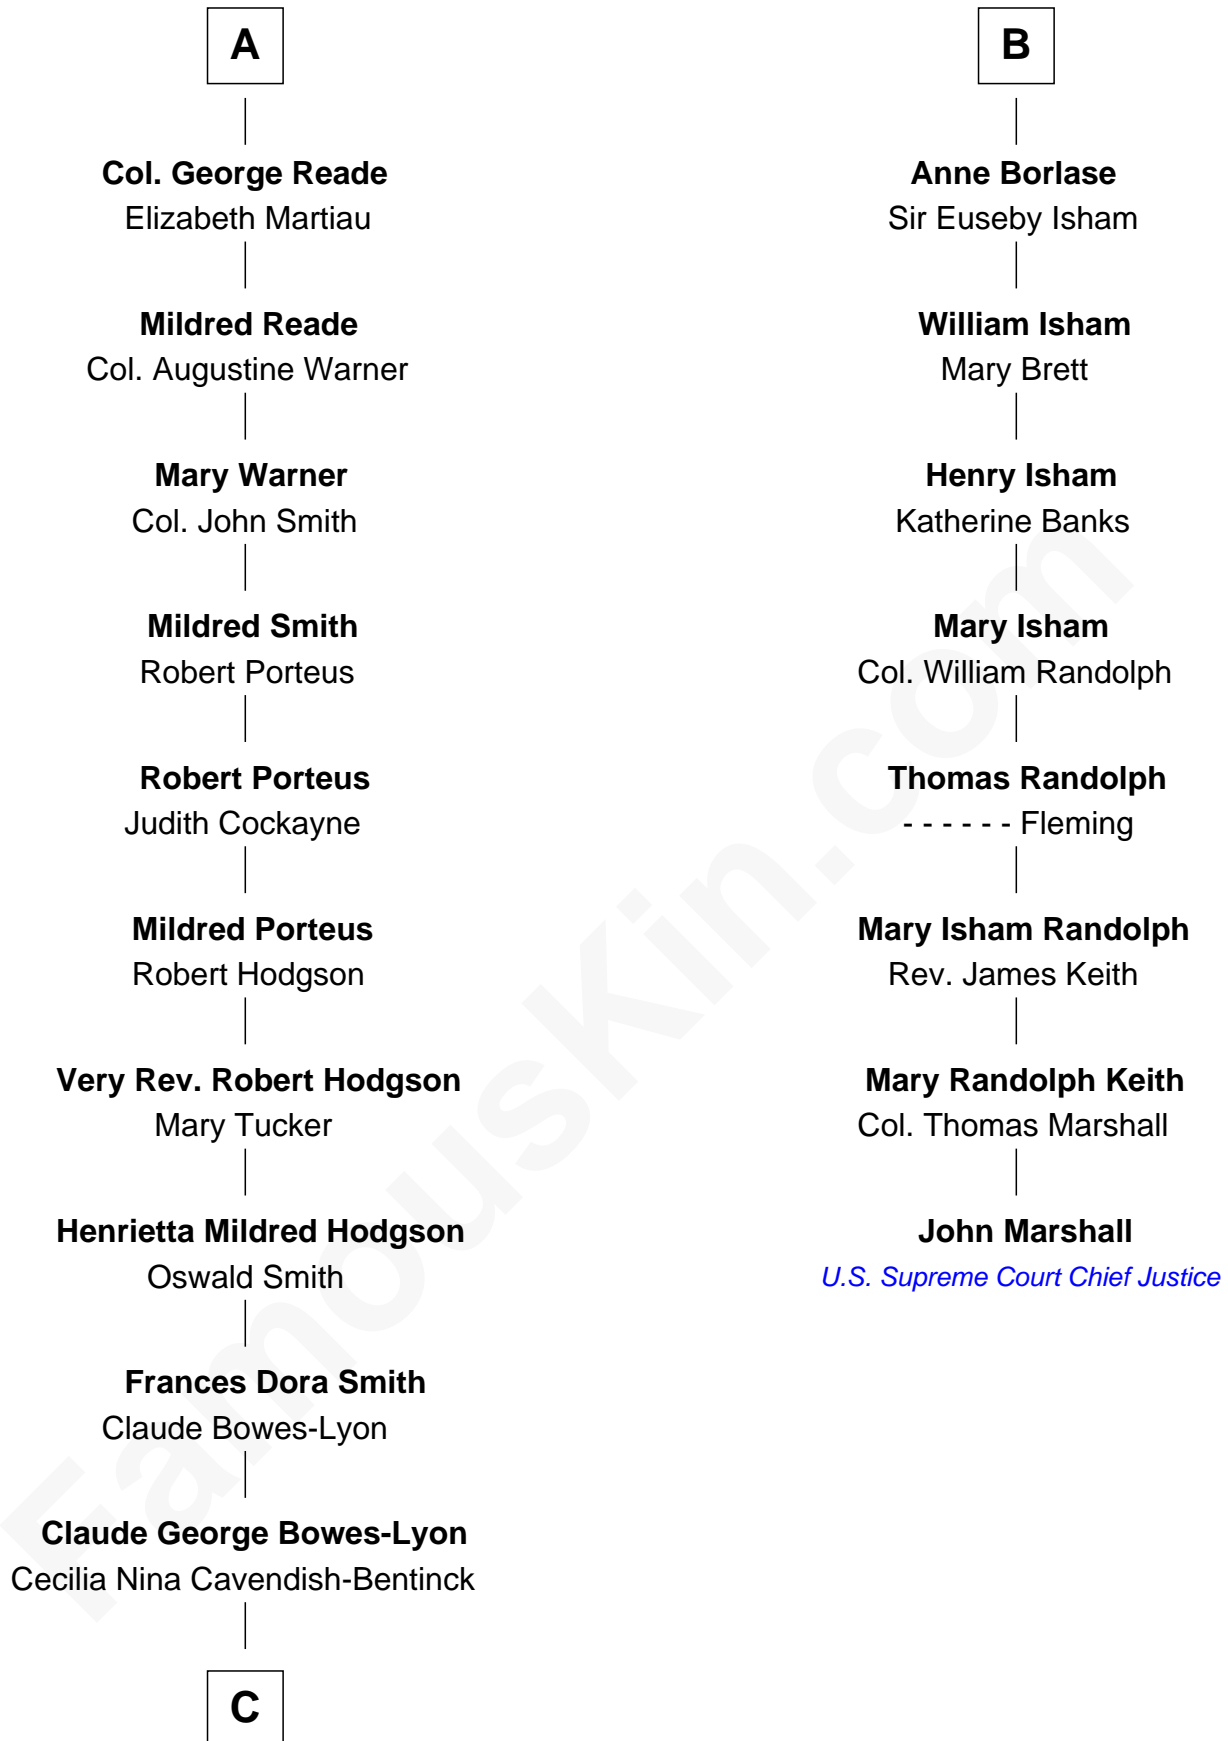 A
Col. George Reade
Elizabeth Martiau
Mildred Reade
Col. Augustine Warner
Mary Warner
Col. John Smith
Mildred Smith
Robert Porteus
Robert Porteus
Judith Cockayne
Mildred Porteus
Robert Hodgson
Very Rev. Robert Hodgson
Mary Tucker
Henrietta Mildred Hodgson
Oswald Smith
Frances Dora Smith
Claude Bowes-Lyon
Claude George Bowes-Lyon
Cecilia Nina Cavendish-Bentinck
C
B
Anne Borlase
Sir Euseby Isham
William Isham
Mary Brett
Henry Isham
Katherine Banks
Mary Isham
Col. William Randolph
Thomas Randolph
- - - - - - Fleming
Mary Isham Randolph
Rev. James Keith
Mary Randolph Keith
Col. Thomas Marshall
John Marshall
U.S. Supreme Court Chief Justice
FamousKin.com